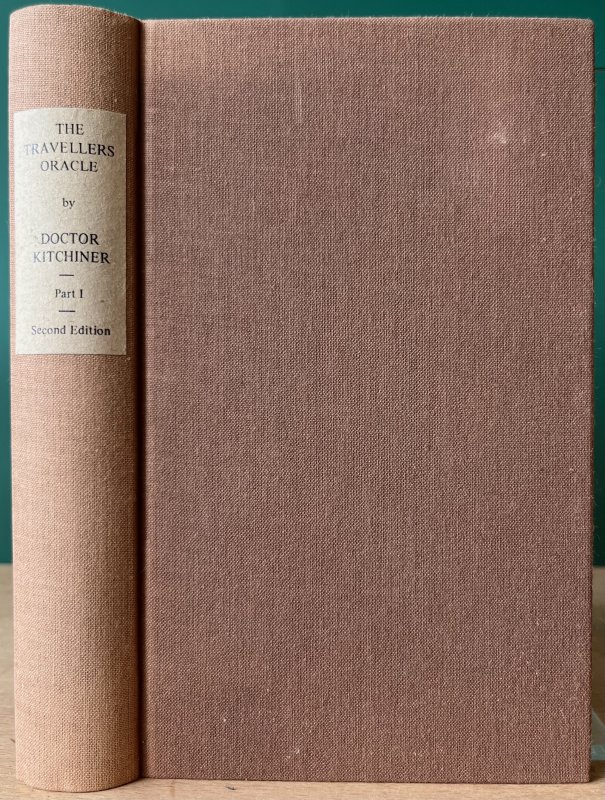 THE
TRAVELLERS
ORACLE
by
DOCTOR
KITCHINER
Part I
Second Edition